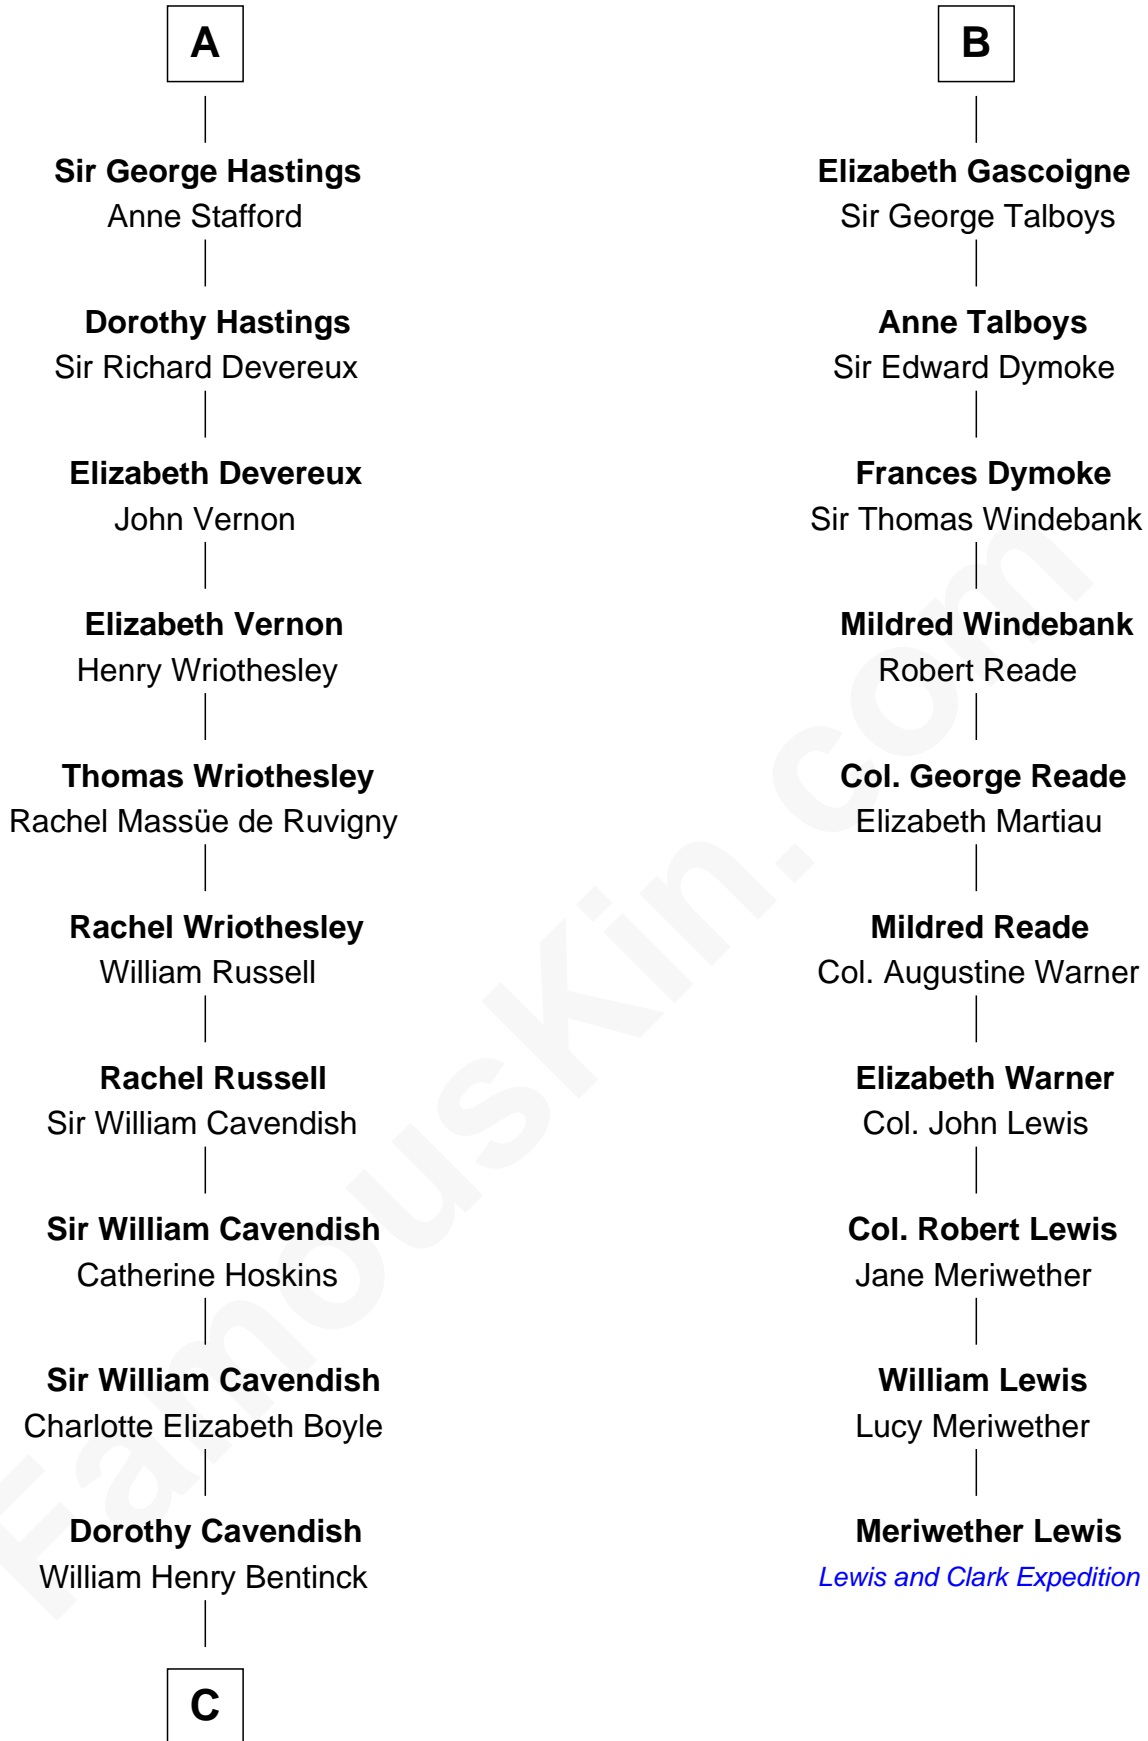 A
Sir George Hastings
Anne Stafford
Dorothy Hastings
Sir Richard Devereux
Elizabeth Devereux
John Vernon
Elizabeth Vernon
Henry Wriothesley
Thomas Wriothesley
Rachel Massüe de Ruvigny
Rachel Wriothesley
William Russell
Rachel Russell
Sir William Cavendish
Sir William Cavendish
Catherine Hoskins
Sir William Cavendish
Charlotte Elizabeth Boyle
Dorothy Cavendish
William Henry Bentinck
C
B
Elizabeth Gascoigne
Sir George Talboys
Anne Talboys
Sir Edward Dymoke
Frances Dymoke
Sir Thomas Windebank
Mildred Windebank
Robert Reade
Col. George Reade
Elizabeth Martiau
Mildred Reade
Col. Augustine Warner
Elizabeth Warner
Col. John Lewis
Col. Robert Lewis
Jane Meriwether
William Lewis
Lucy Meriwether
Meriwether Lewis
Lewis and Clark Expedition
FamousKin.com